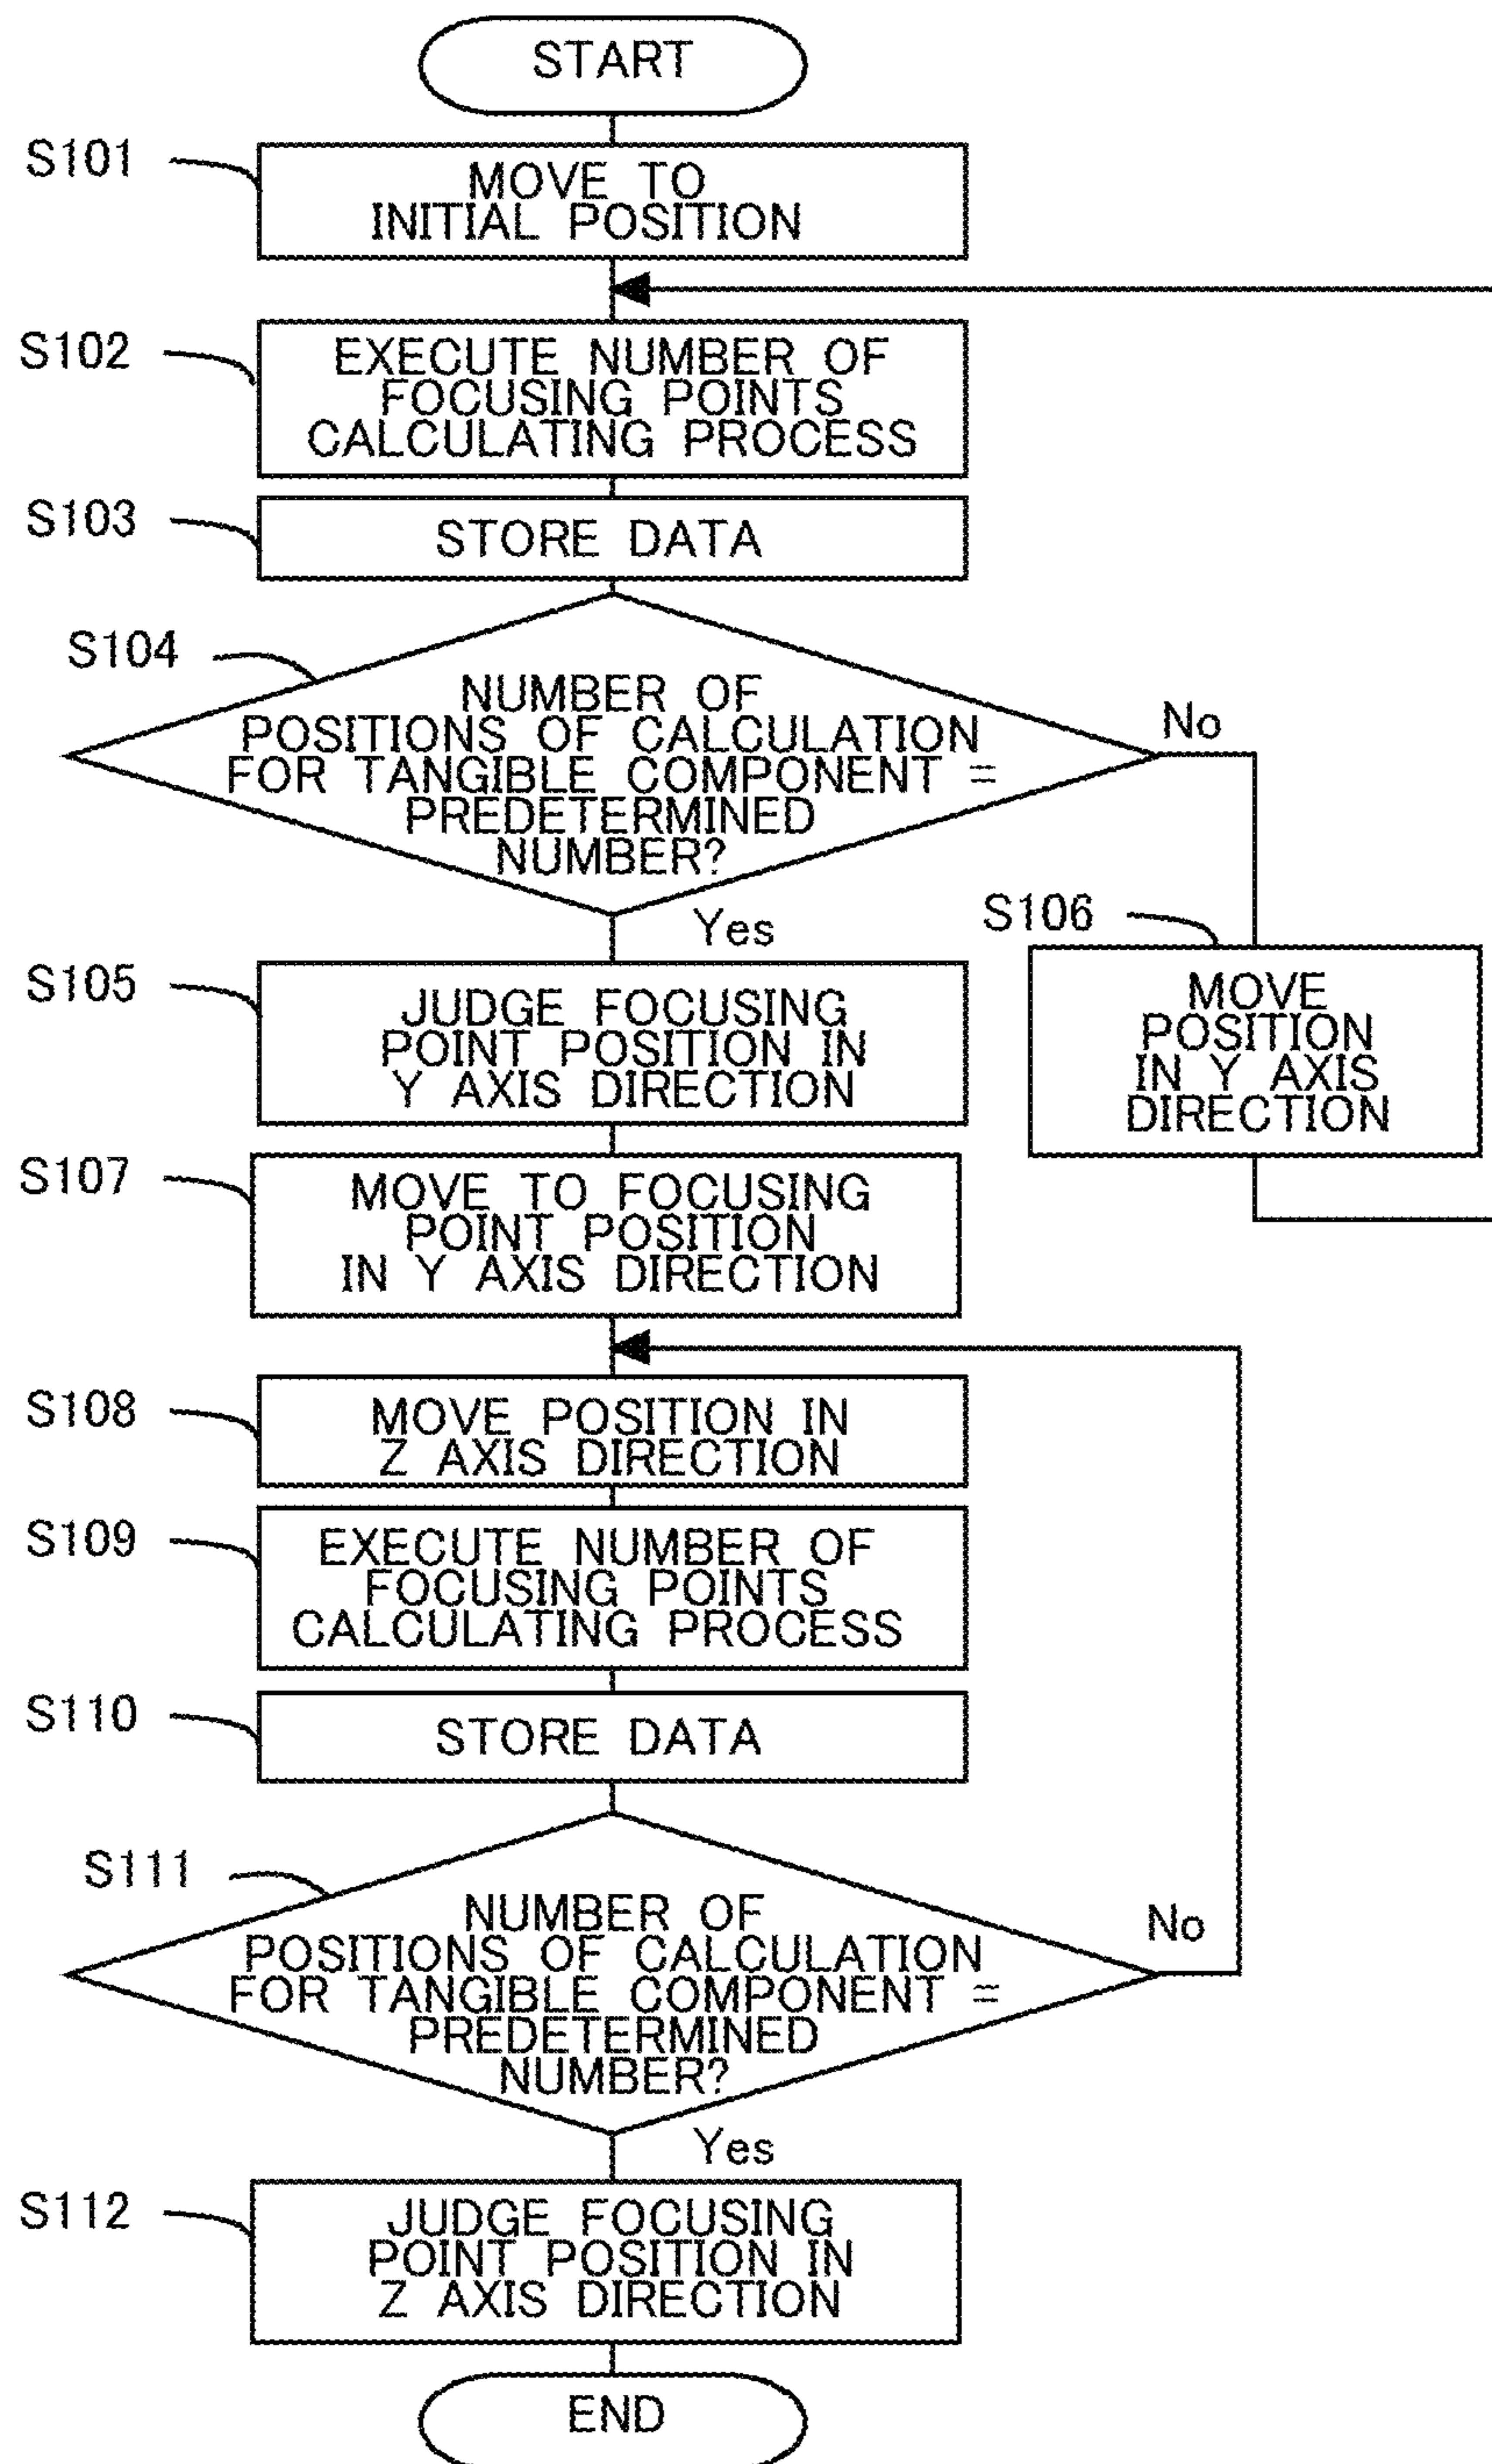 START
S101
MOVE TO
INITIAL POSITION
S102
EXECUTE NUMBER OF
FOCUSING POINTS
CALCULATING PROCESS
S103
STORE DATA
S104
NUMBER OF
POSITIONS OF CALCULATION
FOR TANGIBLE COMPONENT =
PREDETERMINED
NUMBER?
No
Yes
S106
MOVE
POSITION
IN Y AXIS
DIRECTION
S105
JUDGE FOCUSING
POINT POSITION IN
Y AXIS DIRECTION
S107
MOVE TO FOCUSING
POINT POSITION
IN Y AXIS DIRECTION
S108
MOVE POSITION IN
Z AXIS DIRECTION
S109
EXECUTE NUMBER OF
FOCUSING POINTS
CALCULATING PROCESS
S110
STORE DATA
S111
NUMBER OF
POSITIONS OF CALCULATION
FOR TANGIBLE COMPONENT =
PREDETERMINED
NUMBER?
No
Yes
S112
JUDGE FOCUSING
POINT POSITION IN
Z AXIS DIRECTION
END